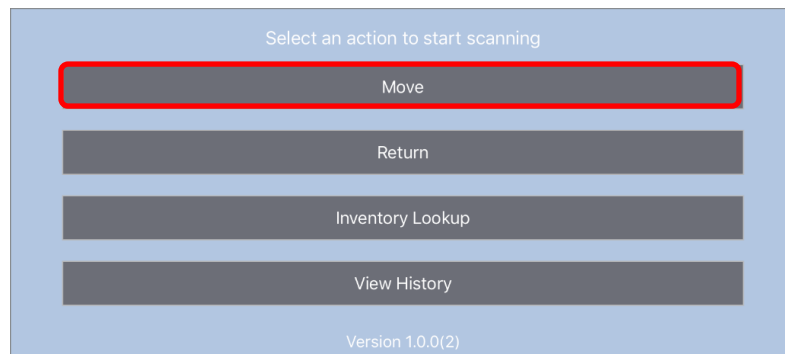 Select an action to start scanning
Move
Return
Inventory Lookup
View History
Version 1.0.0(2)